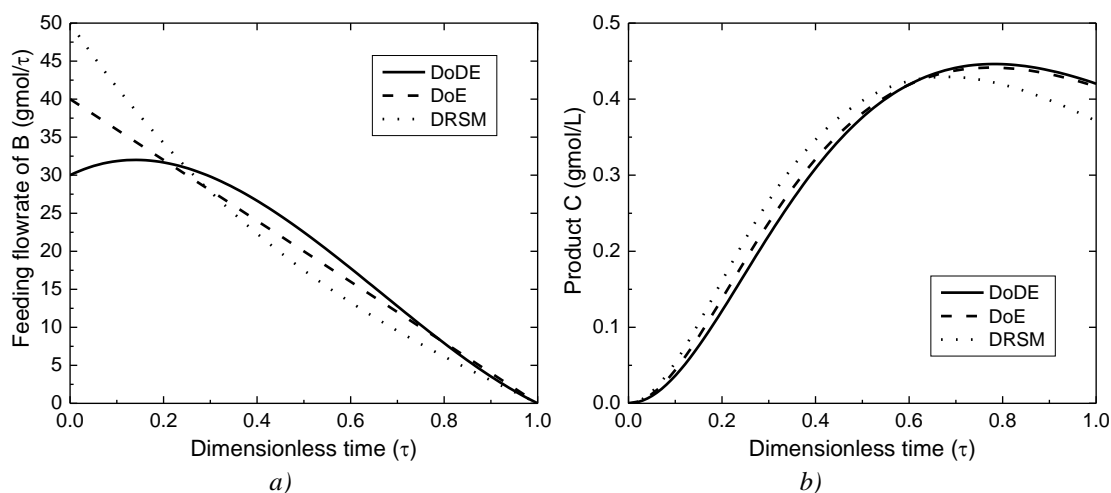 50
45
40
35
30
25
20
15
10
5
0
Feeding flowrate of B (gmol/τ)
DoDE
DoE
DRSM
0.0 0.2 0.4 0.6 0.8 1.0
Dimensionless time (τ)
a)
0.5
0.4
0.3
0.2
0.1
0.0
Product C (gmol/L)
DoDE
DoE
DRSM
0.0 0.2 0.4 0.6 0.8 1.0
Dimensionless time (τ)
b)